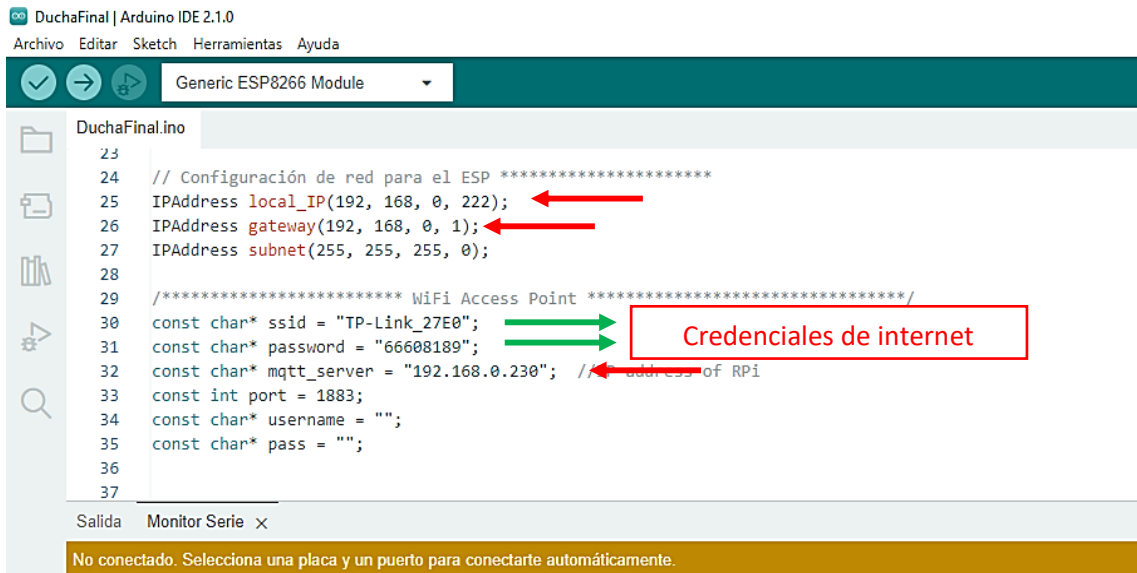 DuchaFinal | Arduino IDE 2.1.0
Archivo Editar Sketch Herramientas Ayuda
Generic ESP8266 Module
DuchaFinal.ino
23
24 // Configuración de red para el ESP **********************
25 IPAddress local_IP(192, 168, 0, 222);
26 IPAddress gateway(192, 168, 0, 1);
27 IPAddress subnet(255, 255, 255, 0);
28
29 /************************* WiFi Access Point *********************************/
30 const char* ssid = "TP-Link_27E0";
31 const char* password = "66608189";
Credenciales de internet
32 const char* mqtt_server = "192.168.0.230"; // address of RPi
33 const int port = 1883;
34 const char* username = "";
35 const char* pass = "";
36
37
Salida Monitor Serie ×
No conectado. Selecciona una placa y un puerto para conectarte automáticamente.